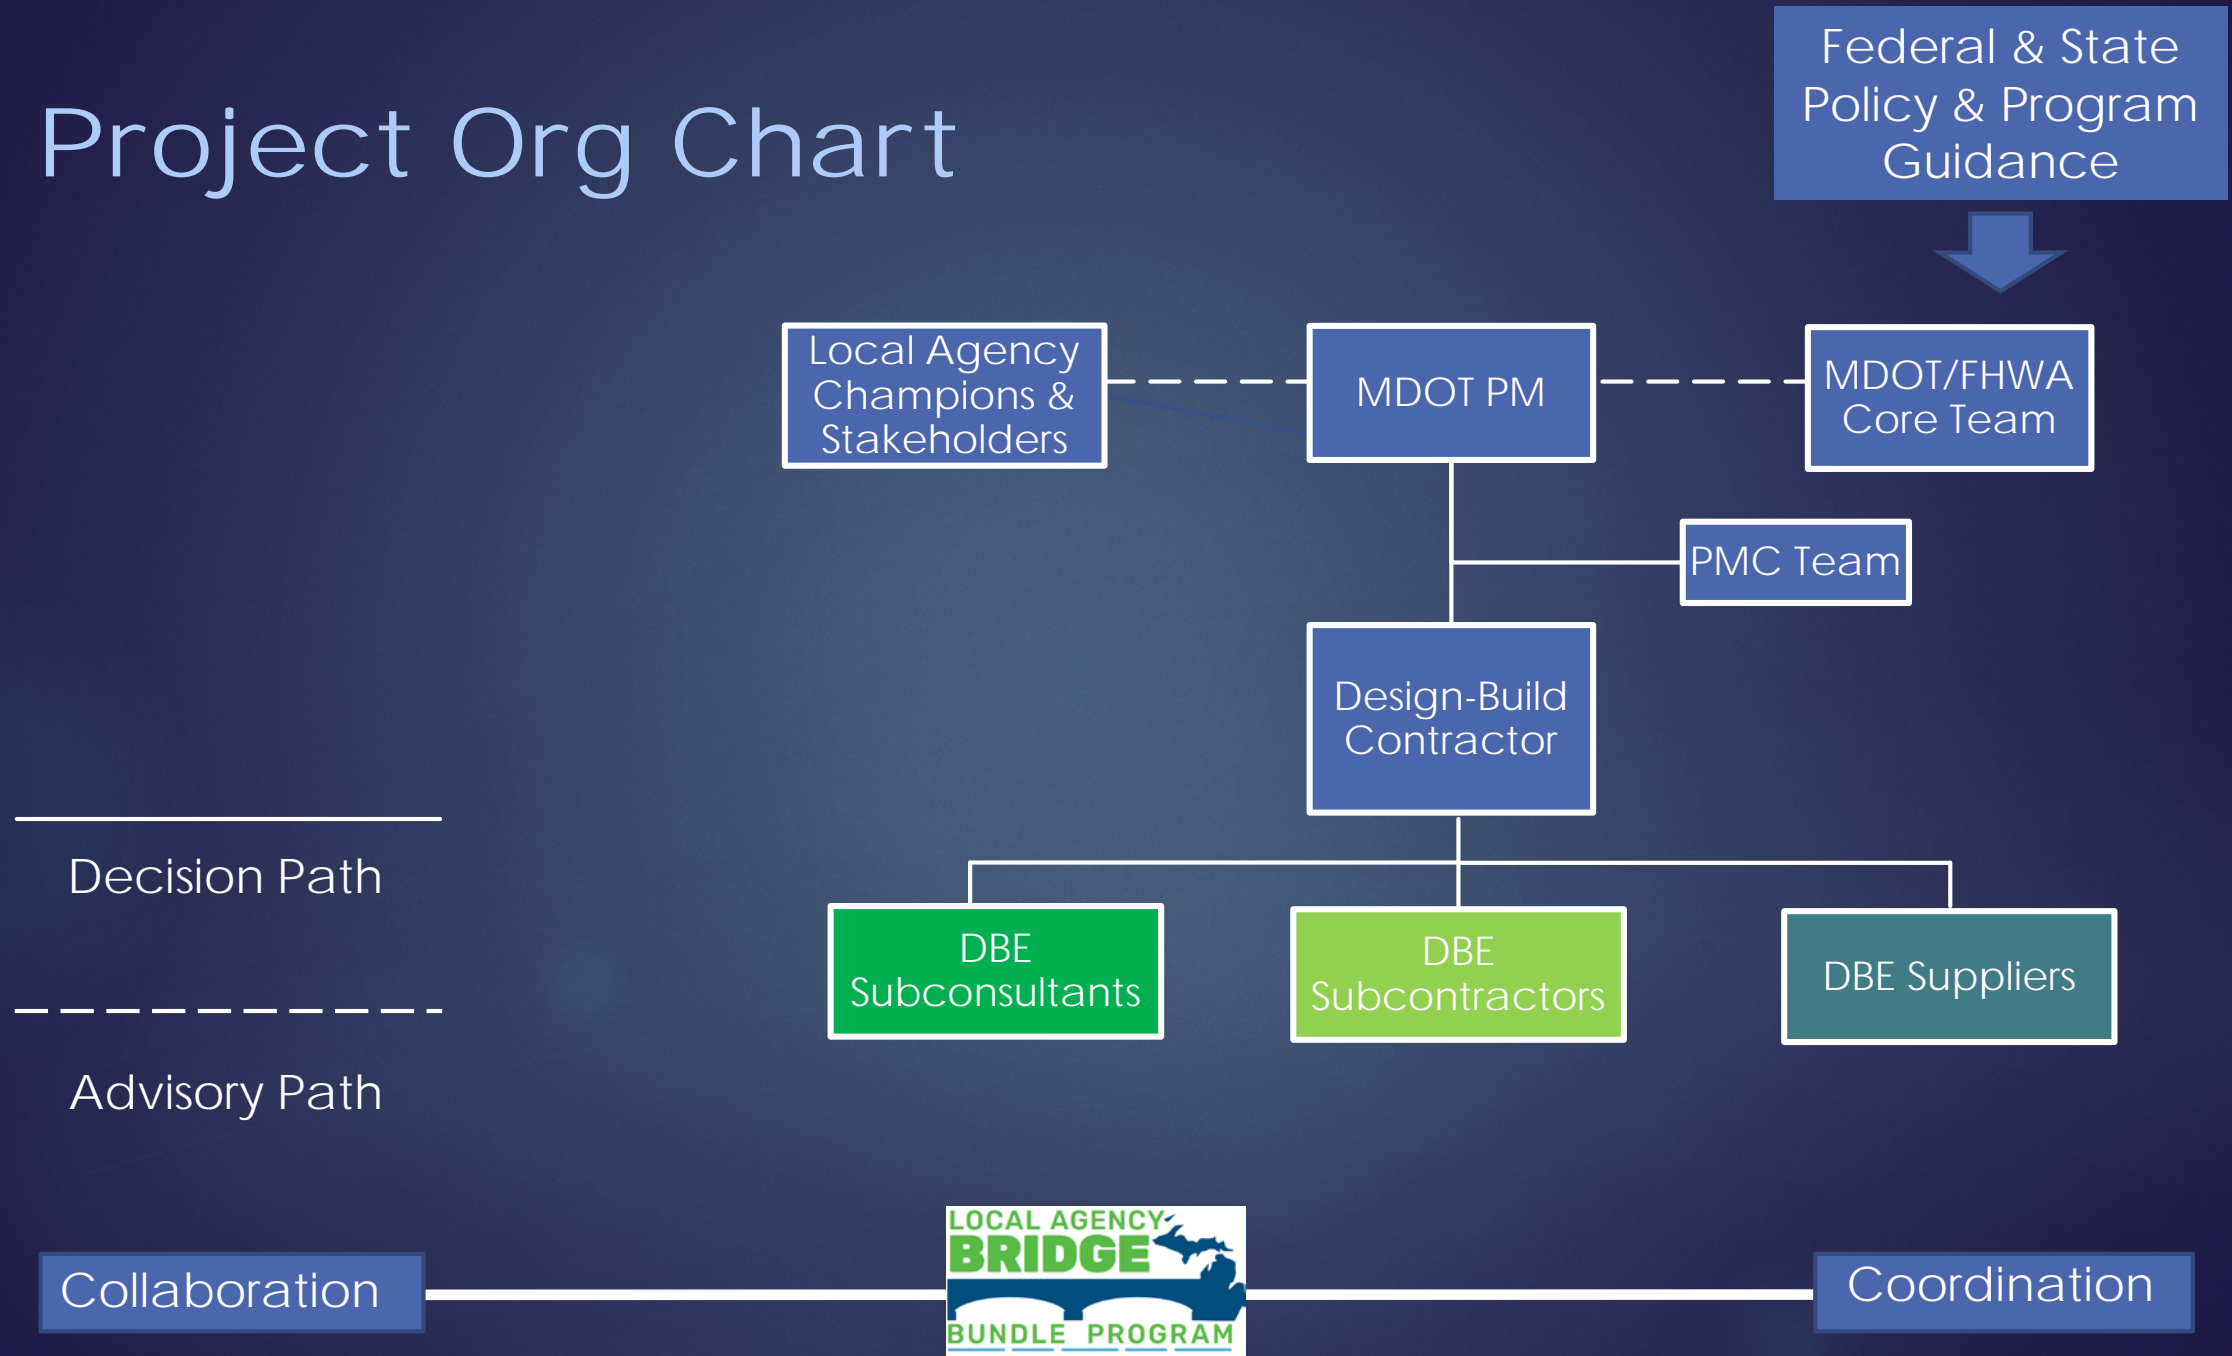 Federal & State
Policy & Program
Guidance
Project Org Chart
Local Agency
Champions &
Stakeholders
MDOT PM
MDOT/FHWA
Core Team
PMC Team
Design-Build
Contractor
Decision Path
DBE
Subconsultants
DBE
Subcontractors
DBE Suppliers
Advisory Path
Collaboration
LOCAL AGENCY
BRIDGE
BUNDLE PROGRAM
Coordination